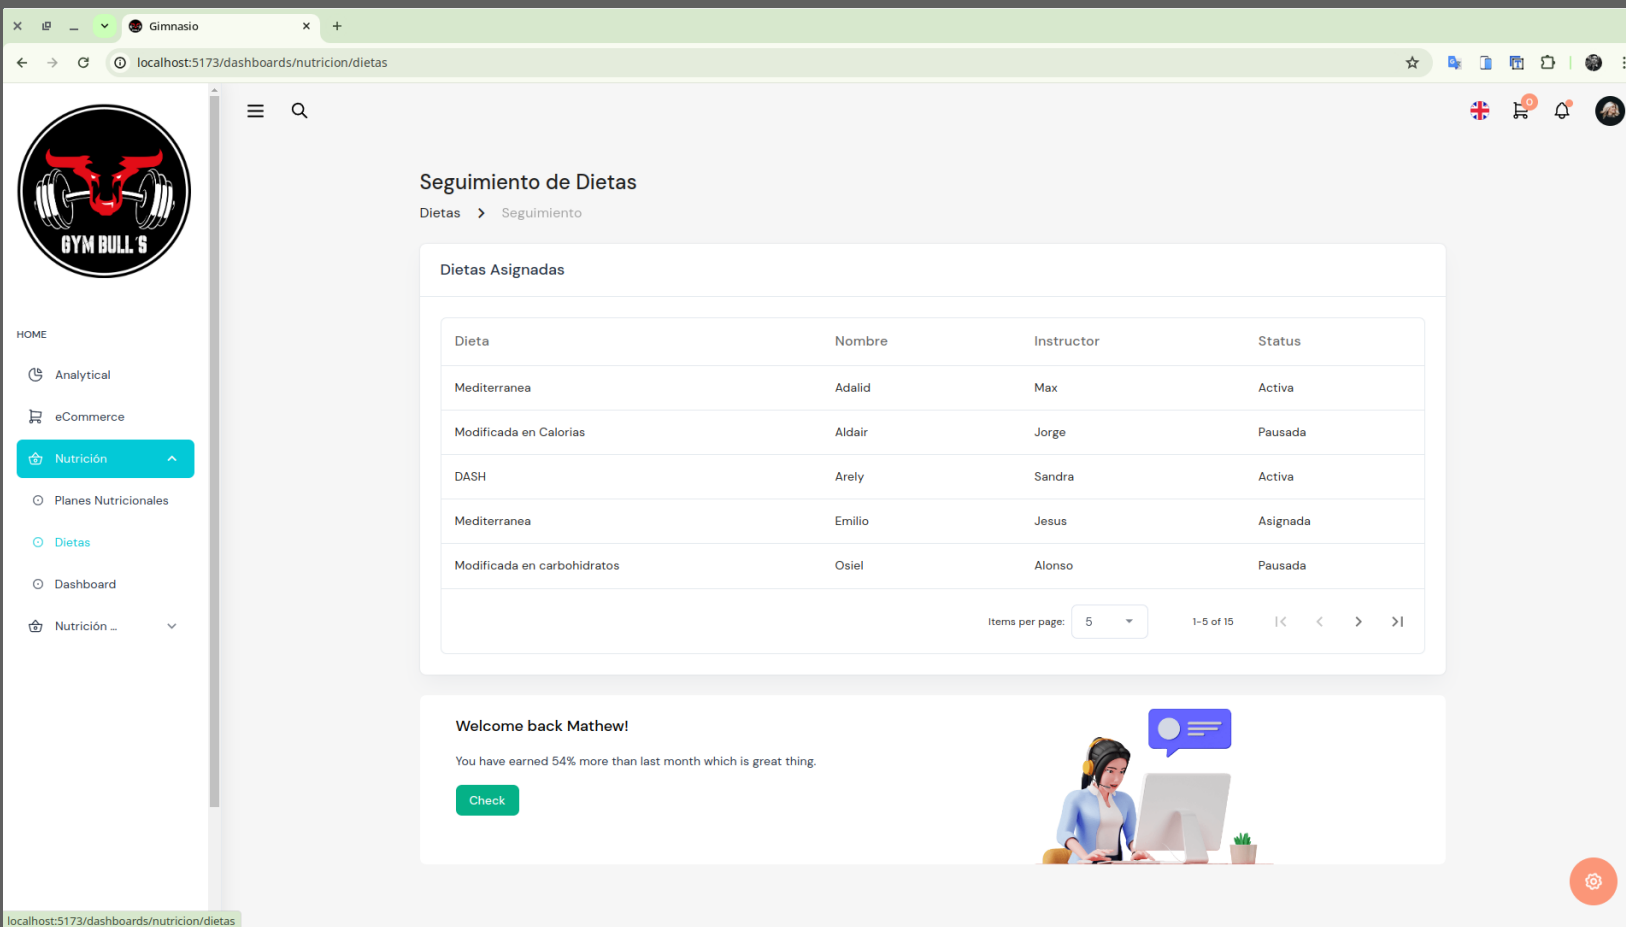 Gimnasio
localhost:5173/dashboards/nutricion/dietas
GYM BULL´S
0
HOME
Analytical
eCommerce
Nutrición
Planes Nutricionales
Dietas
Dashboard
Nutrición ...
Seguimiento de Dietas
Dietas > Seguimiento
Dietas Asignadas
Dieta Nombre Instructor Status
Mediterranea Adalid Max Activa
Modificada en Calorias Aldair Jorge Pausada
DASH Arely Sandra Activa
Mediterranea Emilio Jesus Asignada
Modificada en carbohidratos Osiel Alonso Pausada
Items per page: 5 1-5 of 15
Welcome back Mathew!
You have earned 54% more than last month which is great thing.
Check
localhost:5173/dashboards/nutricion/dietas